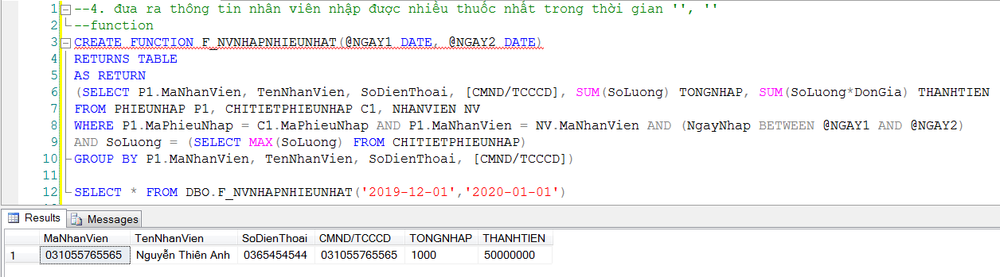 1 --4. đưa ra thông tin nhân viên nhập được nhiều thuốc nhất trong thời gian '', ''
2 --function
3 CREATE FUNCTION F_NVNHAPNHIEUNHAT(@NGAY1 DATE, @NGAY2 DATE)
4 RETURNS TABLE
5 AS RETURN
6 (SELECT P1.MaNhanVien, TenNhanVien, SoDienThoai, [CMND/TCCCD], SUM(SoLuong) TONGNHAP, SUM(SoLuong*DonGia) THANHTIEN
7 FROM PHIEUNHAP P1, CHITIETPHIEUNHAP C1, NHANVIEN NV
8 WHERE P1.MaPhieuNhap = C1.MaPhieuNhap AND P1.MaNhanVien = NV.MaNhanVien AND (NgayNhap BETWEEN @NGAY1 AND @NGAY2)
9 AND SoLuong = (SELECT MAX(SoLuong) FROM CHITIETPHIEUNHAP)
10 GROUP BY P1.MaNhanVien, TenNhanVien, SoDienThoai, [CMND/TCCCD])
11
12 SELECT * FROM DBO.F_NVNHAPNHIEUNHAT('2019-12-01','2020-01-01')
Results Messages
MaNhanVien TenNhanVien SoDienThoai CMND/TCCCD TONGNHAP THANHTIEN
1 031055765565 Nguyễn Thiên Anh 0365454544 031055765565 1000 50000000